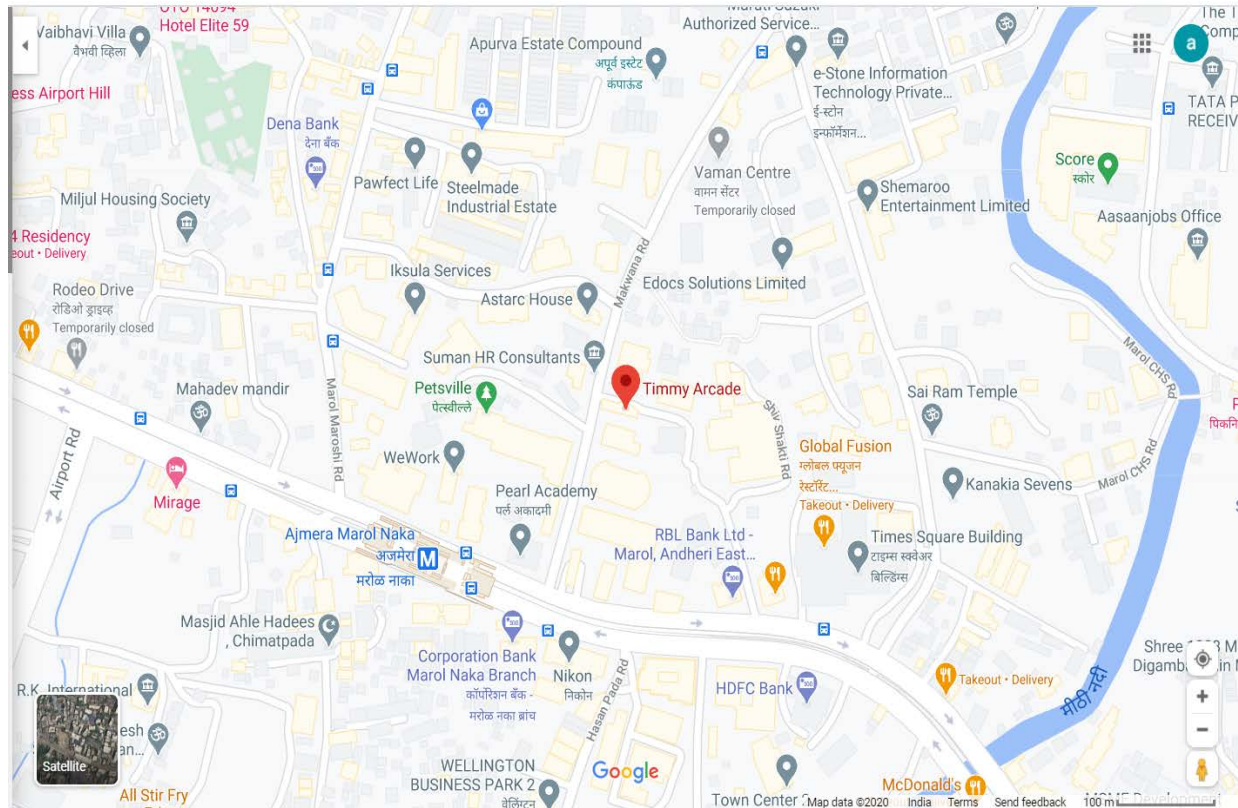 Vaibhavi Villa
वैभवी व्हिला
Hotel Elite 59
Apurva Estate Compound
अपूर्व इस्टेट
कंपाऊंड
Authorized Service...
e-Stone Information
Technology Private...
ई-स्टोन
इन्फॉर्मेशन...
a
The T
TATA P
RECEIV
ess Airport Hill
Dena Bank
देना बँक
Pawfect Life
Steelmade
Industrial Estate
Vaman Centre
वामन सेंटर
Temporarily closed
Shemaroo
Entertainment Limited
Score
स्कोर
Aasaanjobs Office
Miljul Housing Society
4 Residency
eout • Delivery
Iksula Services
Astarc House
Makwana Rd
Edocs Solutions Limited
Rodeo Drive
रोडिओ ड्राइव्ह
Temporarily closed
Suman HR Consultants
Marol CHS Rd
Mahadev mandir
Marol Maroshi Rd
Petsville
पेत्स्वील्ले
Timmy Arcade
Shiv Shakti Rd
Sai Ram Temple
Airport Rd
WeWork
Global Fusion
ग्लोबल फ्यूजन
रेस्टॉरेंट...
Takeout • Delivery
Kanakia Sevens
Marol CHS Rd
Mirage
Pearl Academy
पर्ल अकादमी
Ajmera Marol Naka
अजमेरा
मरोळ नाका
M
RBL Bank Ltd -
Marol, Andheri East...
Times Square Building
टाइम्स स्क्वेअर
बिल्डिंग्स
Masjid Ahle Hadees
, Chimatpada
Corporation Bank
Marol Naka Branch
कॉर्पोरेशन बँक -
मरोळ नका ब्रांच
Nikon
निकोन
Hasan Pada Rd
HDFC Bank
Takeout • Delivery
मीठी नदी
Shree
Digamb
R.K. International
Satellite
All Stir Fry
WELLINGTON
BUSINESS PARK 2
वेलिंग्टन
Google
Town Center
McDonald's
Map data ©2020 India Terms Send feedback 100 m